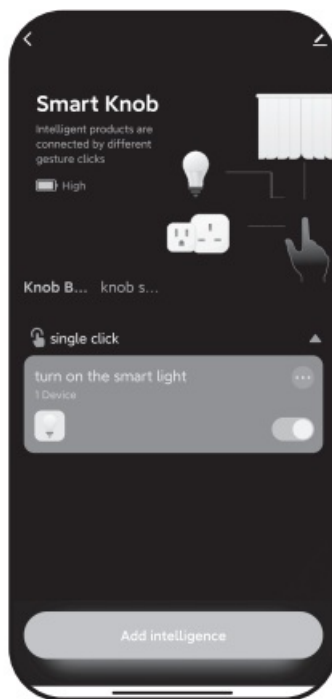 Smart Knob
Intelligent products are
connected by different
gesture clicks
High
Knob B... knob s...
single click
turn on the smart light
1 Device
Add intelligence